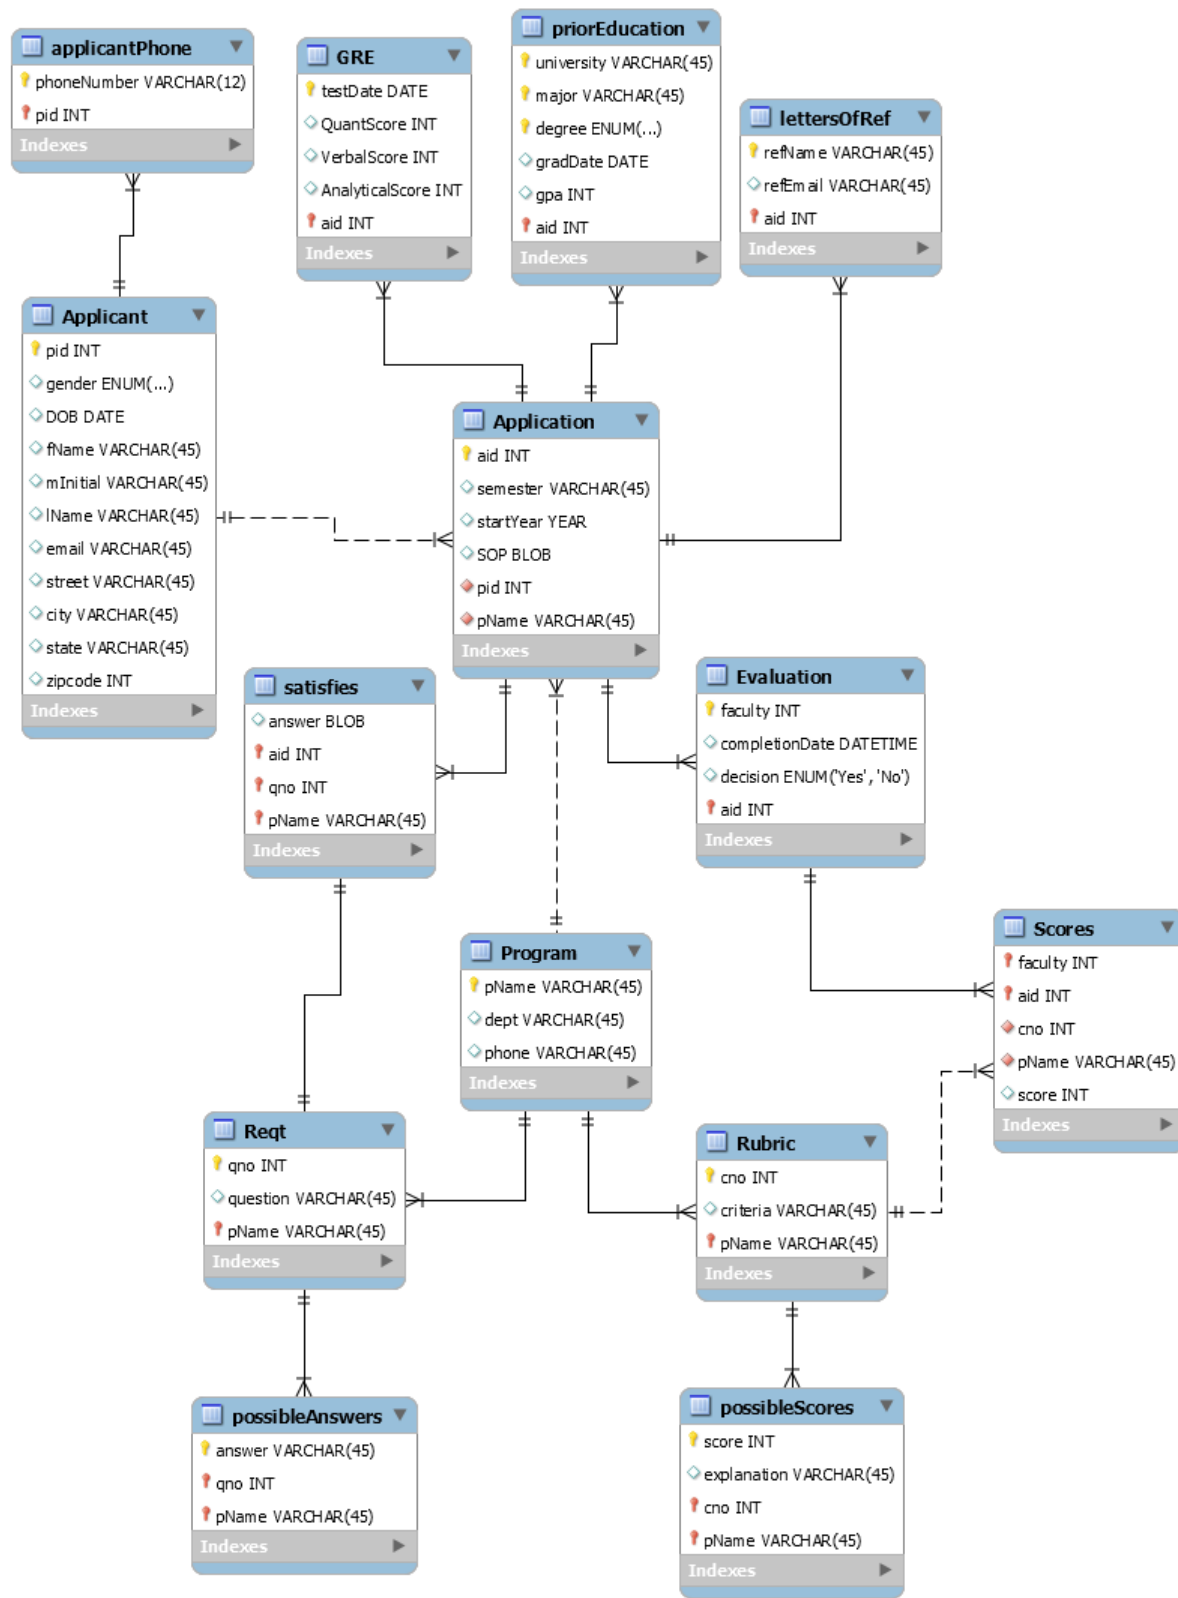 applicantPhone
phoneNumber VARCHAR(12)
pid INT
Indexes
GRE
testDate DATE
QuantScore INT
VerbalScore INT
AnalyticalScore INT
aid INT
Indexes
priorEducation
university VARCHAR(45)
major VARCHAR(45)
degree ENUM(...)
gradDate DATE
gpa INT
aid INT
Indexes
lettersOfRef
refName VARCHAR(45)
refEmail VARCHAR(45)
aid INT
Indexes
Applicant
pid INT
gender ENUM(...)
DOB DATE
fName VARCHAR(45)
mInitial VARCHAR(45)
lName VARCHAR(45)
email VARCHAR(45)
street VARCHAR(45)
city VARCHAR(45)
state VARCHAR(45)
zipcode INT
Indexes
Application
aid INT
semester VARCHAR(45)
startYear YEAR
SOP BLOB
pid INT
pName VARCHAR(45)
Indexes
satisfies
answer BLOB
aid INT
qno INT
pName VARCHAR(45)
Indexes
Evaluation
faculty INT
completionDate DATETIME
decision ENUM('Yes', 'No')
aid INT
Indexes
Program
pName VARCHAR(45)
dept VARCHAR(45)
phone VARCHAR(45)
Indexes
Scores
faculty INT
aid INT
cno INT
pName VARCHAR(45)
score INT
Indexes
Reqt
qno INT
question VARCHAR(45)
pName VARCHAR(45)
Indexes
Rubric
cno INT
criteria VARCHAR(45)
pName VARCHAR(45)
Indexes
possibleAnswers
answer VARCHAR(45)
qno INT
pName VARCHAR(45)
Indexes
possibleScores
score INT
explanation VARCHAR(45)
cno INT
pName VARCHAR(45)
Indexes